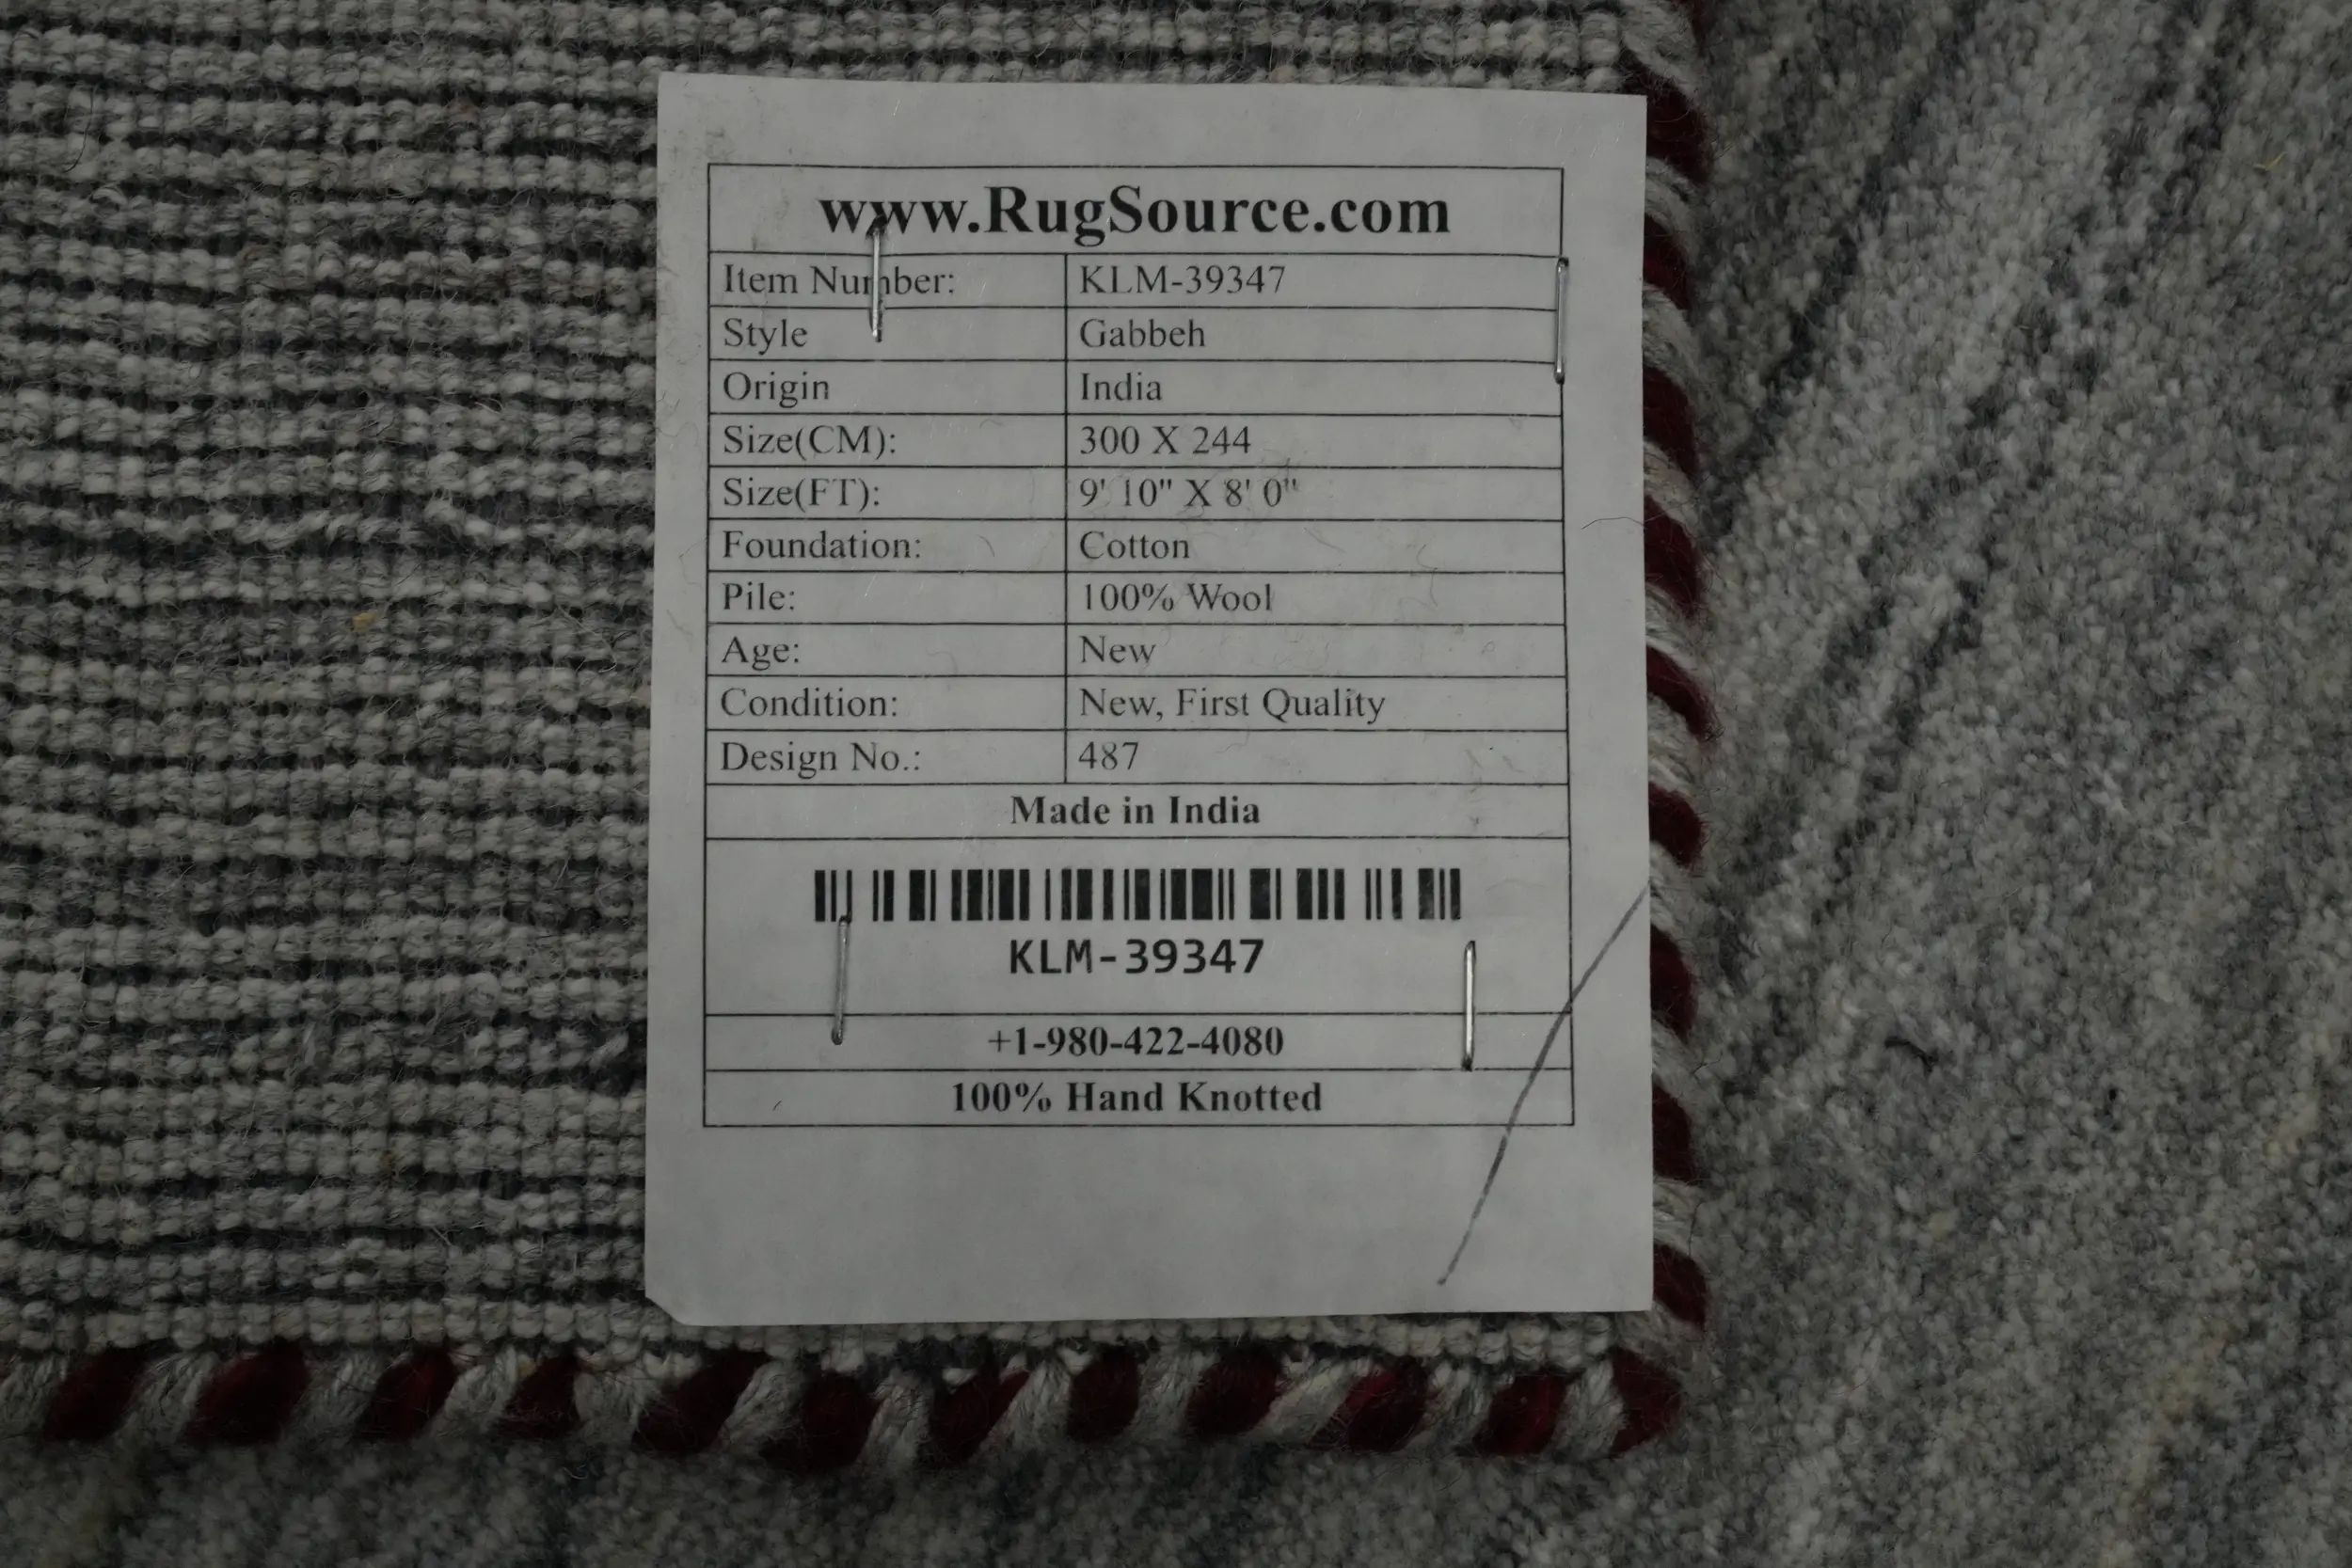 www.RugSource.com
Item Number: KLM-39347
Style Gabbeh
Origin India
Size(CM): 300 X 244
Size(FT): 9' 10" X 8' 0"
Foundation: Cotton
Pile: 100% Wool
Age: New
Condition: New, First Quality
Design No.: 487
Made in India
KLM-39347
+1-980-422-4080
100% Hand Knotted